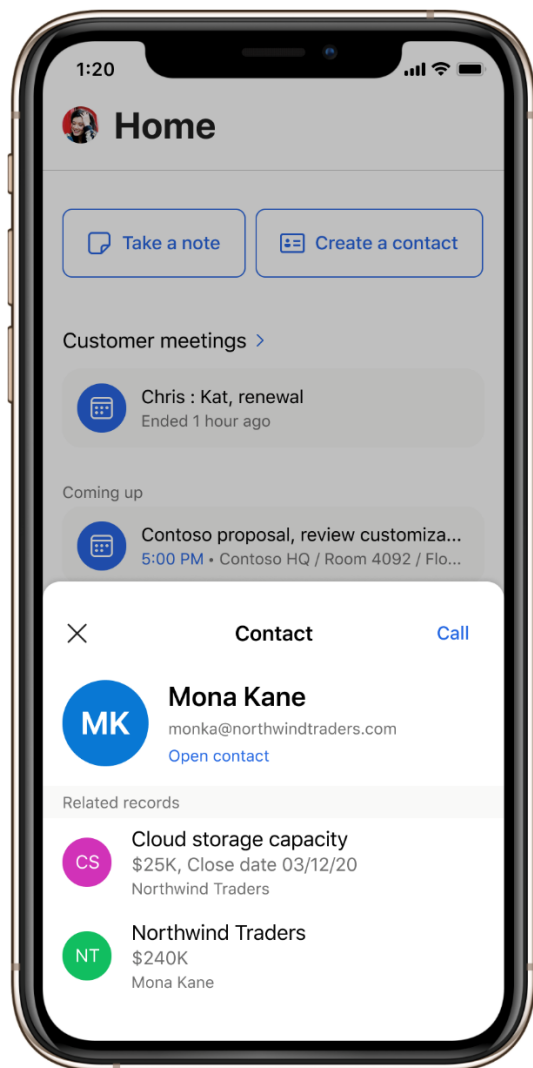 1:20
Home
Take a note
Create a contact
Customer meetings >
Chris : Kat, renewal
Ended 1 hour ago
Coming up
Contoso proposal, review customiza...
5:00 PM • Contoso HQ / Room 4092 / Flo...
Contact
Call
MK
Mona Kane
monka@northwindtraders.com
Open contact
Related records
CS
Cloud storage capacity
$25K, Close date 03/12/20
Northwind Traders
NT
Northwind Traders
$240K
Mona Kane